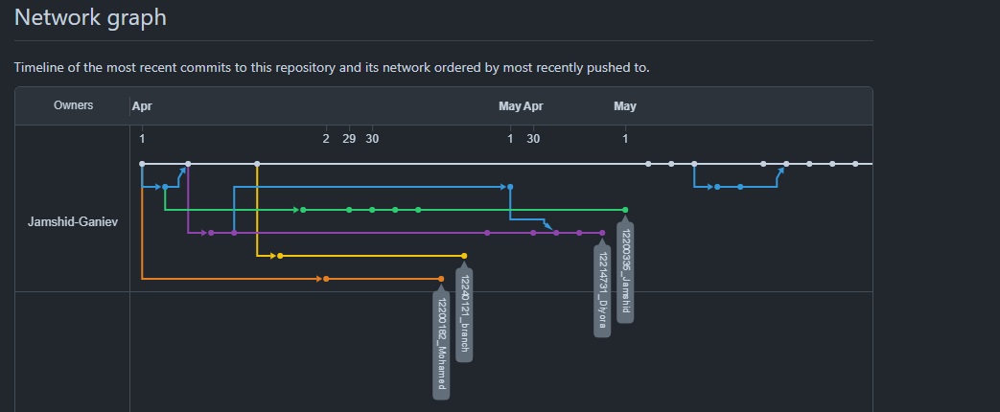 Network graph
Timeline of the most recent commits to this repository and its network ordered by most recently pushed to.
Owners Apr May Apr May
1 2 29 30 1 30 1
Jamshid-Ganiev
12200335_Jamshid
12214731_Diyora
12240121_branch
12200182_Mohamed